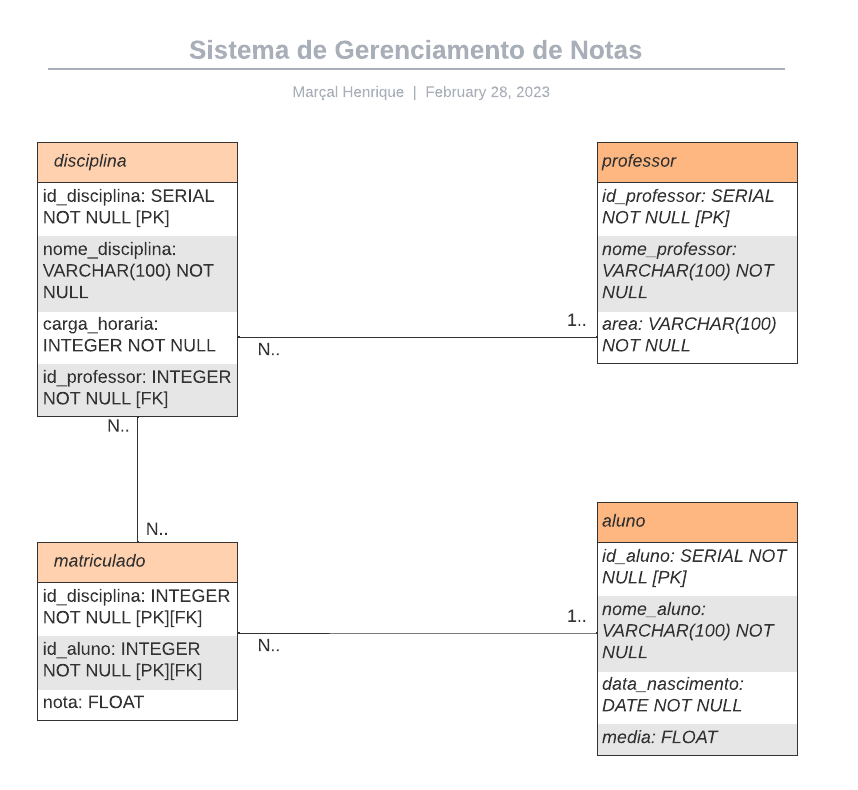 Sistema de Gerenciamento de Notas
Marçal Henrique | February 28, 2023
disciplina
id_disciplina: SERIAL
NOT NULL [PK]
nome_disciplina:
VARCHAR(100) NOT
NULL
carga_horaria:
INTEGER NOT NULL
id_professor: INTEGER
NOT NULL [FK]
professor
id_professor: SERIAL
NOT NULL [PK]
nome_professor:
VARCHAR(100) NOT
NULL
area: VARCHAR(100)
NOT NULL
1..
N..
N..
N..
matriculado
id_disciplina: INTEGER
NOT NULL [PK][FK]
id_aluno: INTEGER
NOT NULL [PK][FK]
nota: FLOAT
1..
N..
aluno
id_aluno: SERIAL NOT
NULL [PK]
nome_aluno:
VARCHAR(100) NOT
NULL
data_nascimento:
DATE NOT NULL
media: FLOAT